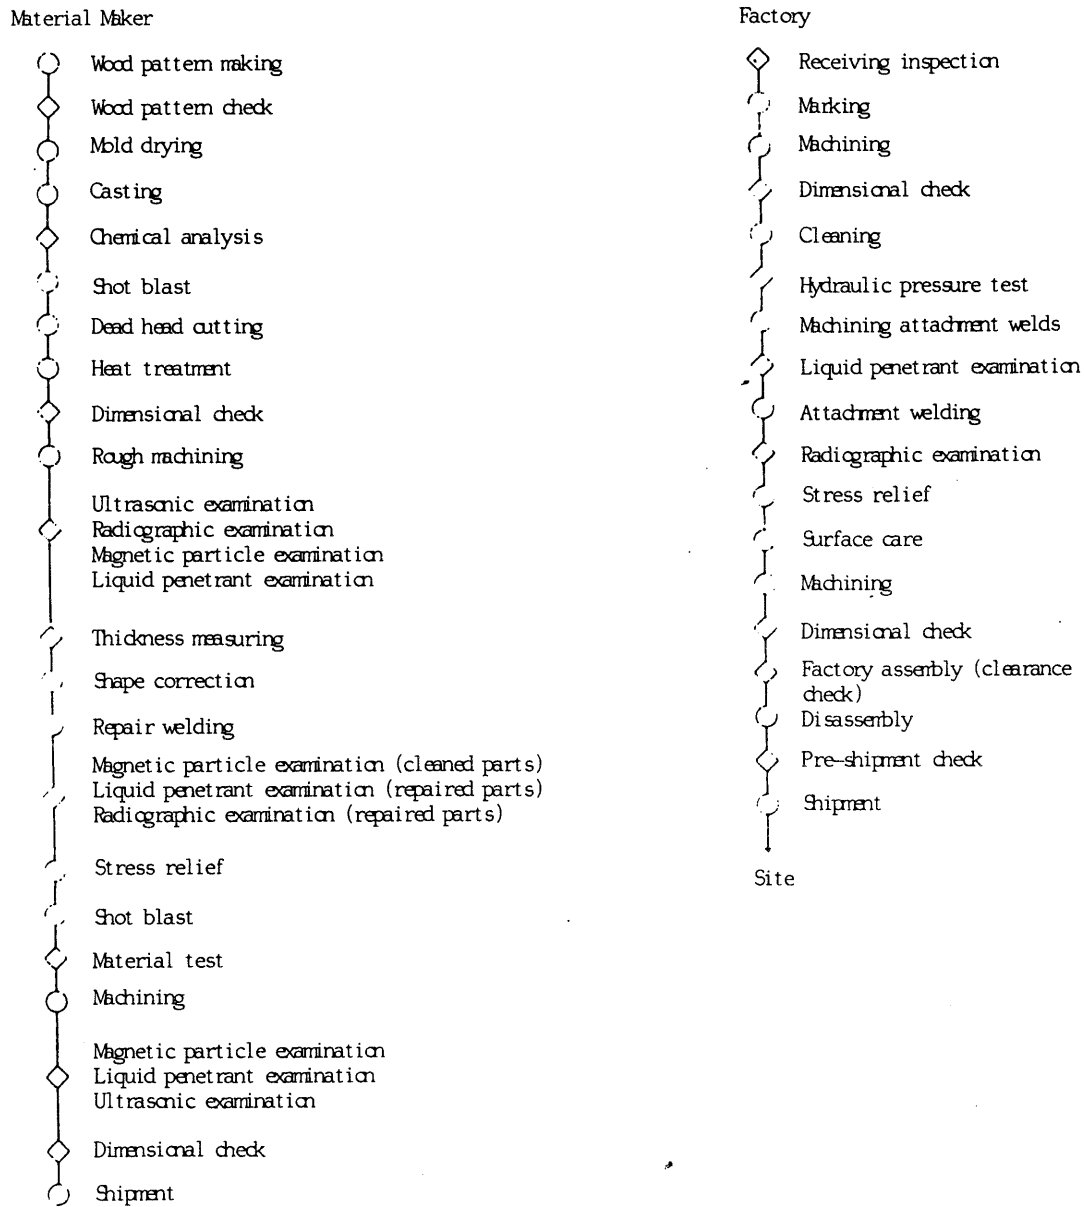 Material Maker
Wood pattern making
Wood pattern check
Mold drying
Casting
Chemical analysis
Shot blast
Dead head cutting
Heat treatment
Dimensional check
Rough machining
Ultrasonic examination
Radiographic examination
Magnetic particle examination
Liquid penetrant examination
Thickness measuring
Shape correction
Repair welding
Magnetic particle examination (cleaned parts)
Liquid penetrant examination (repaired parts)
Radiographic examination (repaired parts)
Stress relief
Shot blast
Material test
Machining
Magnetic particle examination
Liquid penetrant examination
Ultrasonic examination
Dimensional check
Shipment
Factory
Receiving inspection
Marking
Machining
Dimensional check
Cleaning
Hydraulic pressure test
Machining attachment welds
Liquid penetrant examination
Attachment welding
Radiographic examination
Stress relief
Surface care
Machining
Dimensional check
Factory assembly (clearance
check)
Disassembly
Pre-shipment check
Shipment
Site